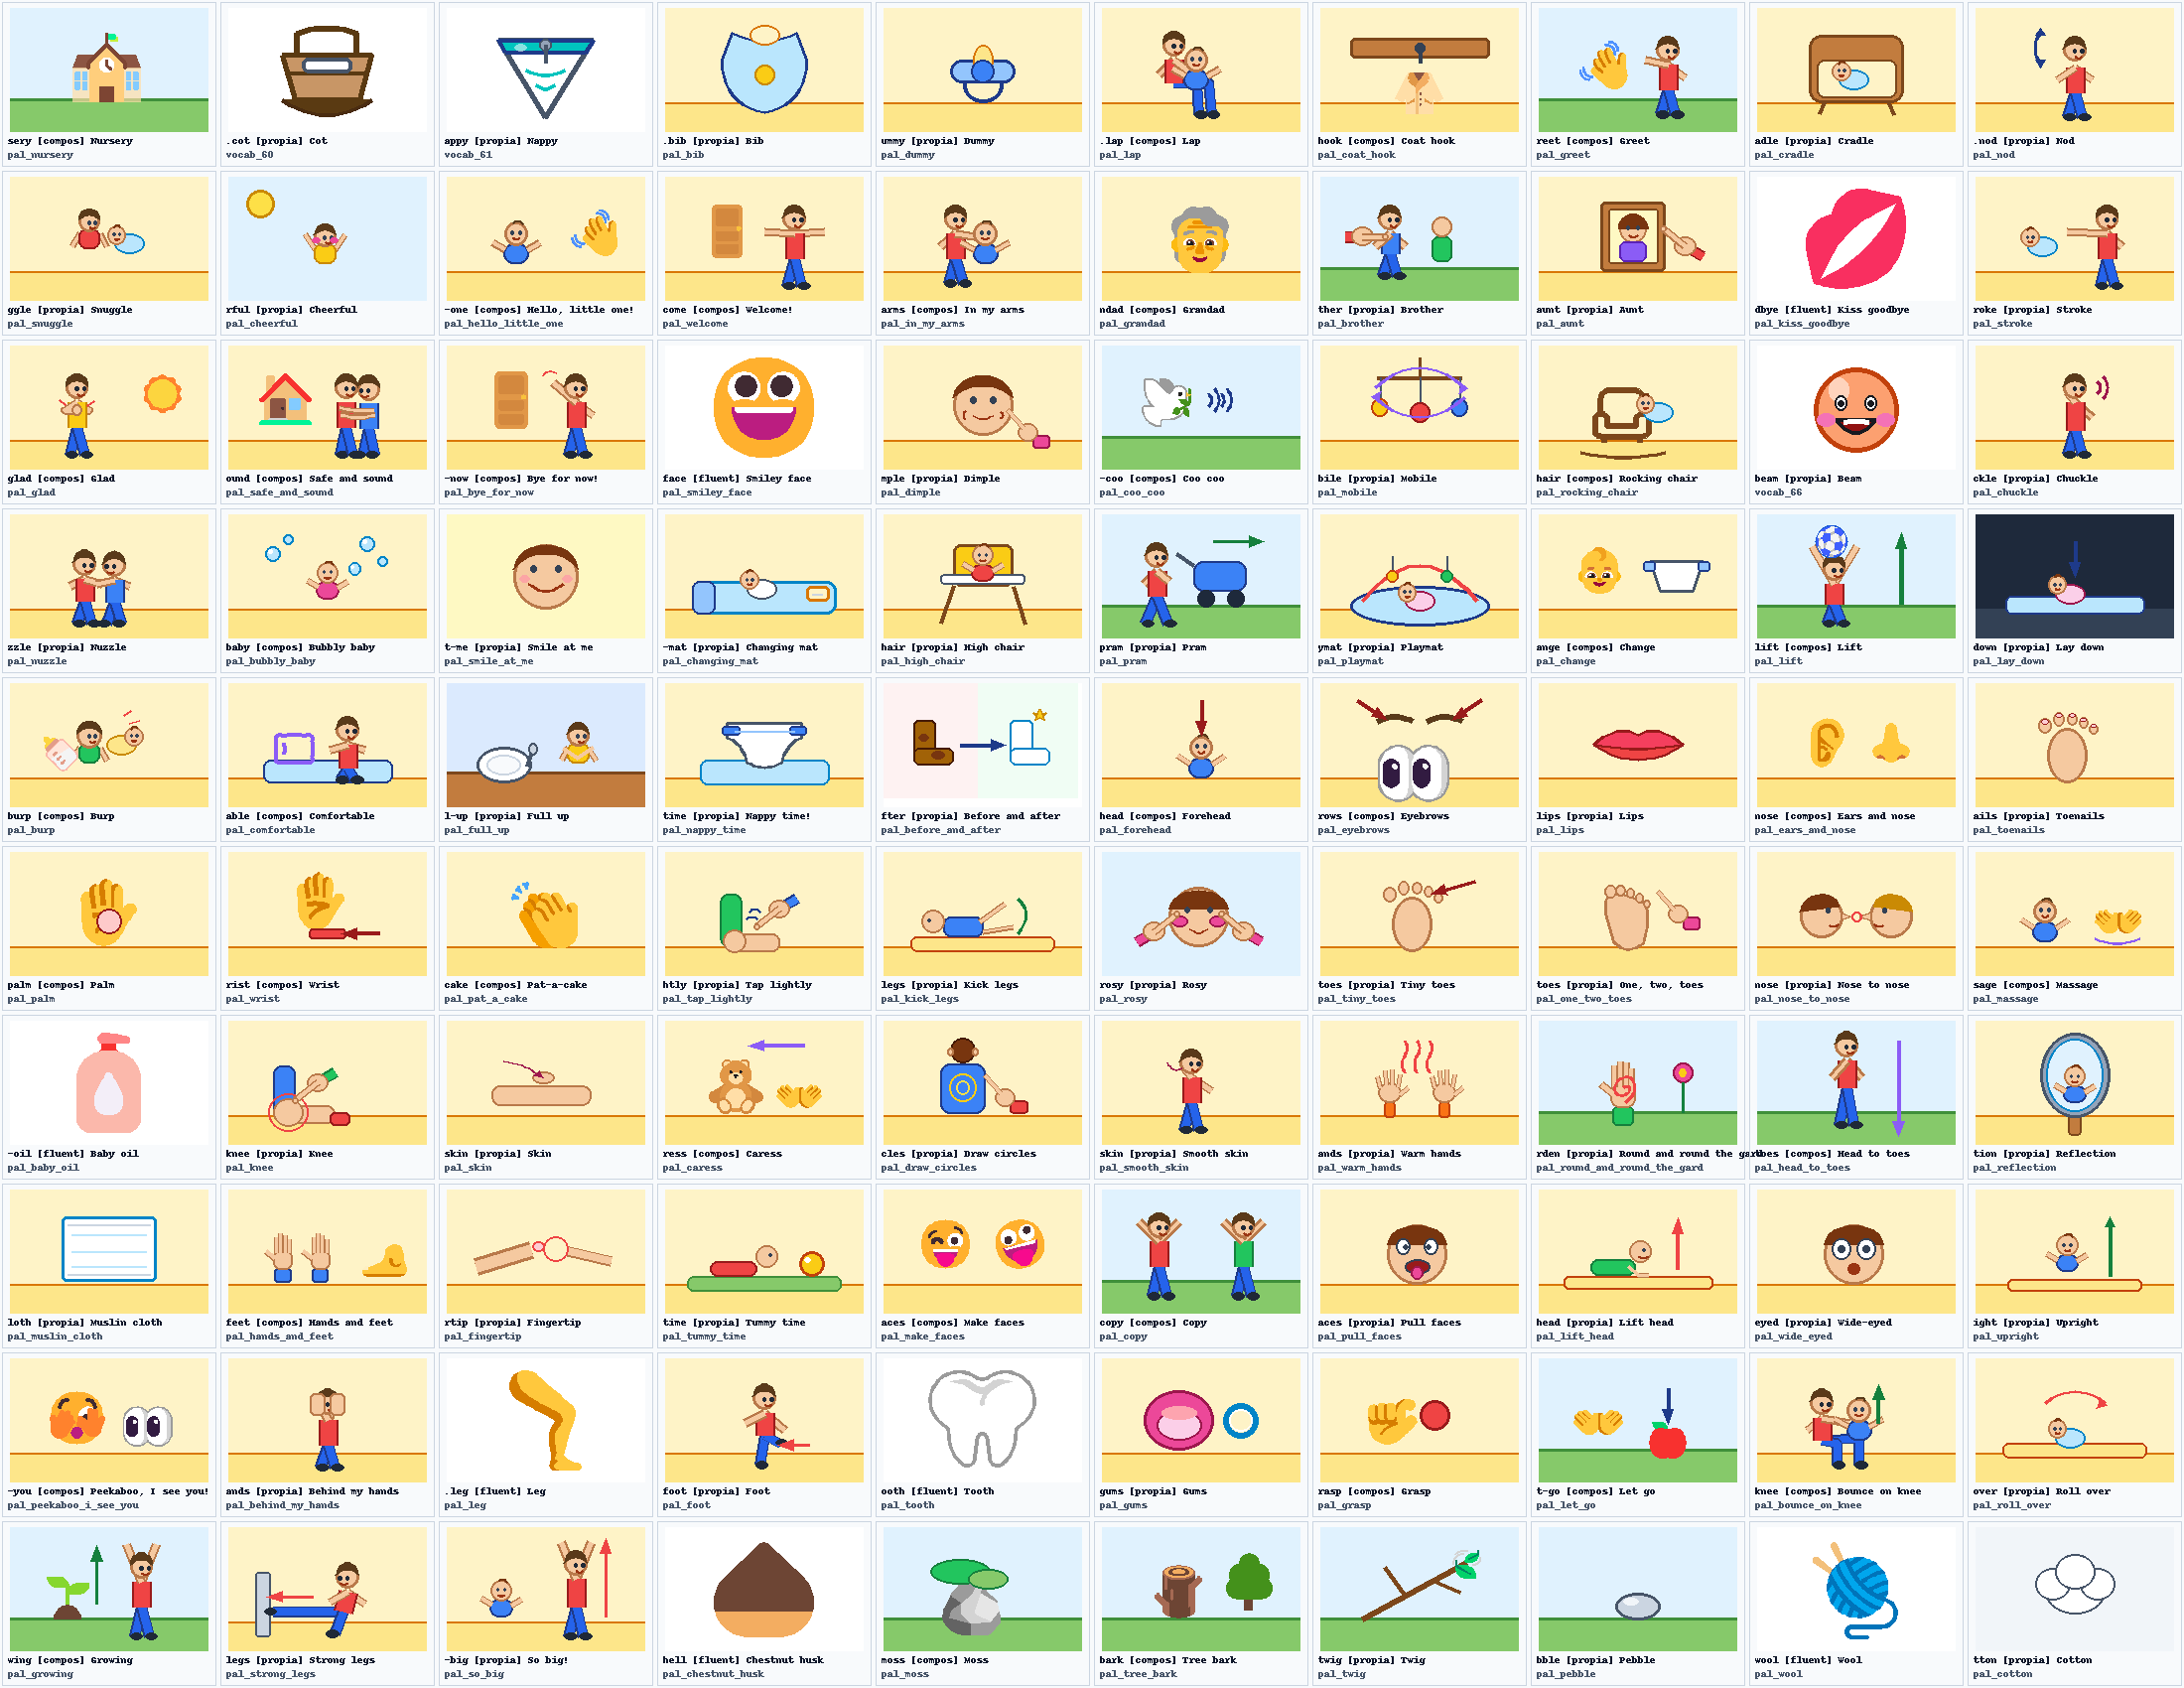 sery [compos] Nursery
pal_nursery
.cot [propia] Cot
vocab_60
appy [propia] Nappy
vocab_61
.bib [propia] Bib
pal_bib
ummy [propia] Dummy
pal_dummy
.lap [compos] Lap
pal_lap
hook [compos] Coat hook
pal_coat_hook
reet [compos] Greet
pal_greet
adle [propia] Cradle
pal_cradle
.nod [propia] Nod
pal_nod
ggle [propia] Snuggle
pal_snuggle
rful [propia] Cheerful
pal_cheerful
-one [compos] Hello, little one!
pal_hello_little_one
come [compos] Welcome!
pal_welcome
arms [compos] In my arms
pal_in_my_arms
ndad [compos] Grandad
pal_grandad
ther [propia] Brother
pal_brother
aunt [propia] Aunt
pal_aunt
dbye [fluent] Kiss goodbye
pal_kiss_goodbye
roke [propia] Stroke
pal_stroke
glad [propia] Glad
pal_glad
ound [compos] Safe and sound
pal_safe_and_sound
-now [compos] Bye for now!
pal_bye_for_now
face [fluent] Smiley face
pal_smiley_face
mple [propia] Dimple
pal_dimple
-coo [compos] Coo coo
pal_coo_coo
bile [propia] Mobile
pal_mobile
hair [compos] Rocking chair
pal_rocking_chair
beam [propia] Beam
vocab_66
ckle [propia] Chuckle
pal_chuckle
zzle [propia] Nuzzle
pal_nuzzle
baby [compos] Bubbly baby
pal_bubbly_baby
t-me [propia] Smile at me
pal_smile_at_me
-mat [propia] Changing mat
pal_changing_mat
hair [propia] High chair
pal_high_chair
pram [propia] Pram
pal_pram
ymat [propia] Playmat
pal_playmat
ange [compos] Change
pal_change
lift [compos] Lift
pal_lift
down [propia] Lay down
pal_lay_down
burp [compos] Burp
pal_burp
able [compos] Comfortable
pal_comfortable
l-up [propia] Full up
pal_full_up
time [propia] Nappy time!
pal_nappy_time
fter [propia] Before and after
pal_before_and_after
head [compos] Forehead
pal_forehead
rows [compos] Eyebrows
pal_eyebrows
lips [propia] Lips
pal_lips
nose [compos] Ears and nose
pal_ears_and_nose
ails [propia] Toenails
pal_toenails
palm [compos] Palm
pal_palm
rist [compos] Wrist
pal_wrist
cake [compos] Pat-a-cake
pal_pat_a_cake
htly [propia] Tap lightly
pal_tap_lightly
legs [propia] Kick legs
pal_kick_legs
rosy [propia] Rosy
pal_rosy
toes [propia] Tiny toes
pal_tiny_toes
toes [propia] One, two, toes
pal_one_two_toes
nose [propia] Nose to nose
pal_nose_to_nose
sage [compos] Massage
pal_massage
-oil [fluent] Baby oil
pal_baby_oil
knee [propia] Knee
pal_knee
skin [propia] Skin
pal_skin
ress [compos] Caress
pal_caress
cles [propia] Draw circles
pal_draw_circles
skin [propia] Smooth skin
pal_smooth_skin
ands [propia] Warm hands
pal_warm_hands
rden [propia] Round and round the gard
pal_round_and_round_the_gard
oes [compos] Head to toes
pal_head_to_toes
tion [propia] Reflection
pal_reflection
loth [propia] Muslin cloth
pal_muslin_cloth
feet [compos] Hands and feet
pal_hands_and_feet
rtip [propia] Fingertip
pal_fingertip
time [propia] Tummy time
pal_tummy_time
aces [compos] Make faces
pal_make_faces
copy [compos] Copy
pal_copy
aces [propia] Pull faces
pal_pull_faces
head [propia] Lift head
pal_lift_head
eyed [propia] Wide-eyed
pal_wide_eyed
ight [propia] Upright
pal_upright
-you [compos] Peekaboo, I see you!
pal_peekaboo_i_see_you
ands [propia] Behind my hands
pal_behind_my_hands
.leg [fluent] Leg
pal_leg
foot [propia] Foot
pal_foot
ooth [fluent] Tooth
pal_tooth
gums [propia] Gums
pal_gums
rasp [compos] Grasp
pal_grasp
t-go [compos] Let go
pal_let_go
knee [compos] Bounce on knee
pal_bounce_on_knee
over [propia] Roll over
pal_roll_over
wing [compos] Growing
pal_growing
legs [propia] Strong legs
pal_strong_legs
-big [propia] So big!
pal_so_big
hell [fluent] Chestnut husk
pal_chestnut_husk
moss [compos] Moss
pal_moss
bark [compos] Tree bark
pal_tree_bark
twig [propia] Twig
pal_twig
bble [propia] Pebble
pal_pebble
wool [fluent] Wool
pal_wool
tton [propia] Cotton
pal_cotton